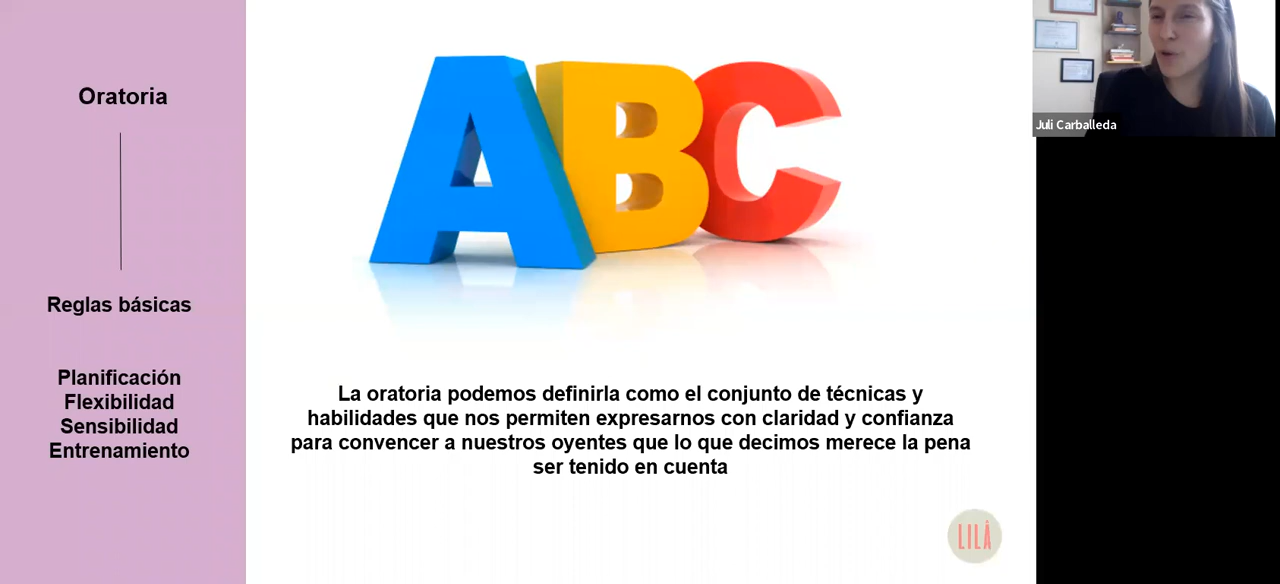 Oratoria
Reglas básicas
Planificación
Flexibilidad
Sensibilidad
Entrenamiento
ABC
La oratoria podemos definirla como el conjunto de técnicas y
habilidades que nos permiten expresarnos con claridad y confianza
para convencer a nuestros oyentes que lo que decimos merece la pena
ser tenido en cuenta
LILÀ
Juli Carballeda